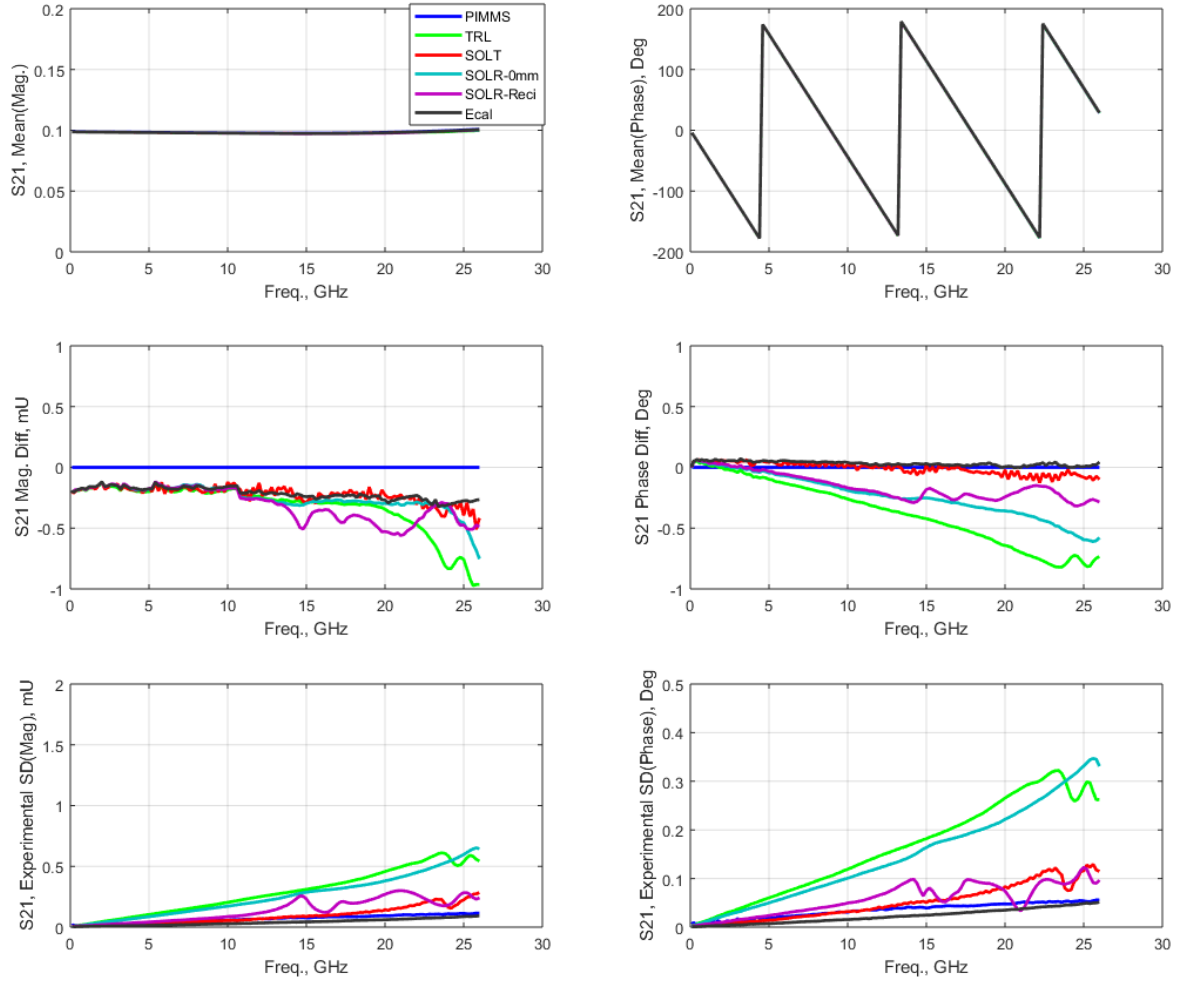 0.2
0.15
0.1
0.05
0
S21, Mean(Mag.)
0 5 10 15 20 25 30
Freq., GHz
PIMMS
TRL
SOLT
SOLR-0mm
SOLR-Reci
Ecal
200
100
0
-100
-200
S21, Mean(Phase), Deg
0 5 10 15 20 25 30
Freq., GHz
1
0.5
0
-0.5
-1
S21 Mag. Diff, mU
0 5 10 15 20 25 30
Freq., GHz
1
0.5
0
-0.5
-1
S21 Phase Diff, Deg
0 5 10 15 20 25 30
Freq., GHz
2
1.5
1
0.5
0
S21, Experimental SD(Mag), mU
0 5 10 15 20 25 30
Freq., GHz
0.5
0.4
0.3
0.2
0.1
0
S21, Experimental SD(Phase), Deg
0 5 10 15 20 25 30
Freq., GHz